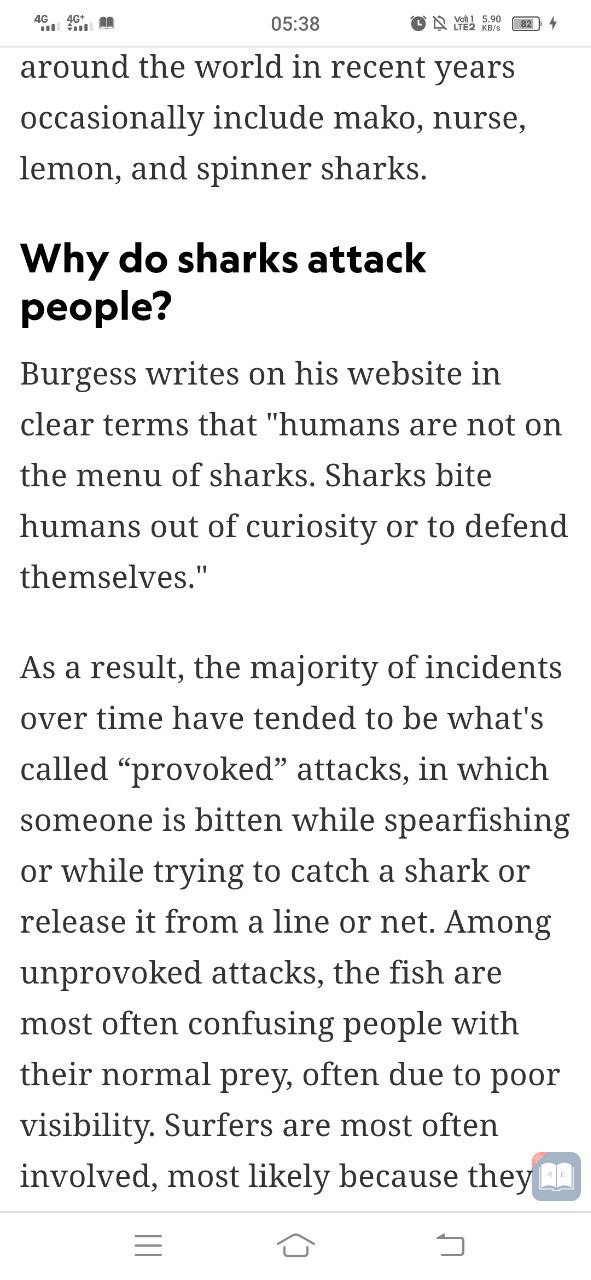 4G 4G+ 05:38 Vo)) 1 LTE2 5.90 KB/s 82
around the world in recent years
occasionally include mako, nurse,
lemon, and spinner sharks.
Why do sharks attack
people?
Burgess writes on his website in
clear terms that "humans are not on
the menu of sharks. Sharks bite
humans out of curiosity or to defend
themselves."
As a result, the majority of incidents
over time have tended to be what's
called “provoked” attacks, in which
someone is bitten while spearfishing
or while trying to catch a shark or
release it from a line or net. Among
unprovoked attacks, the fish are
most often confusing people with
their normal prey, often due to poor
visibility. Surfers are most often
involved, most likely because they